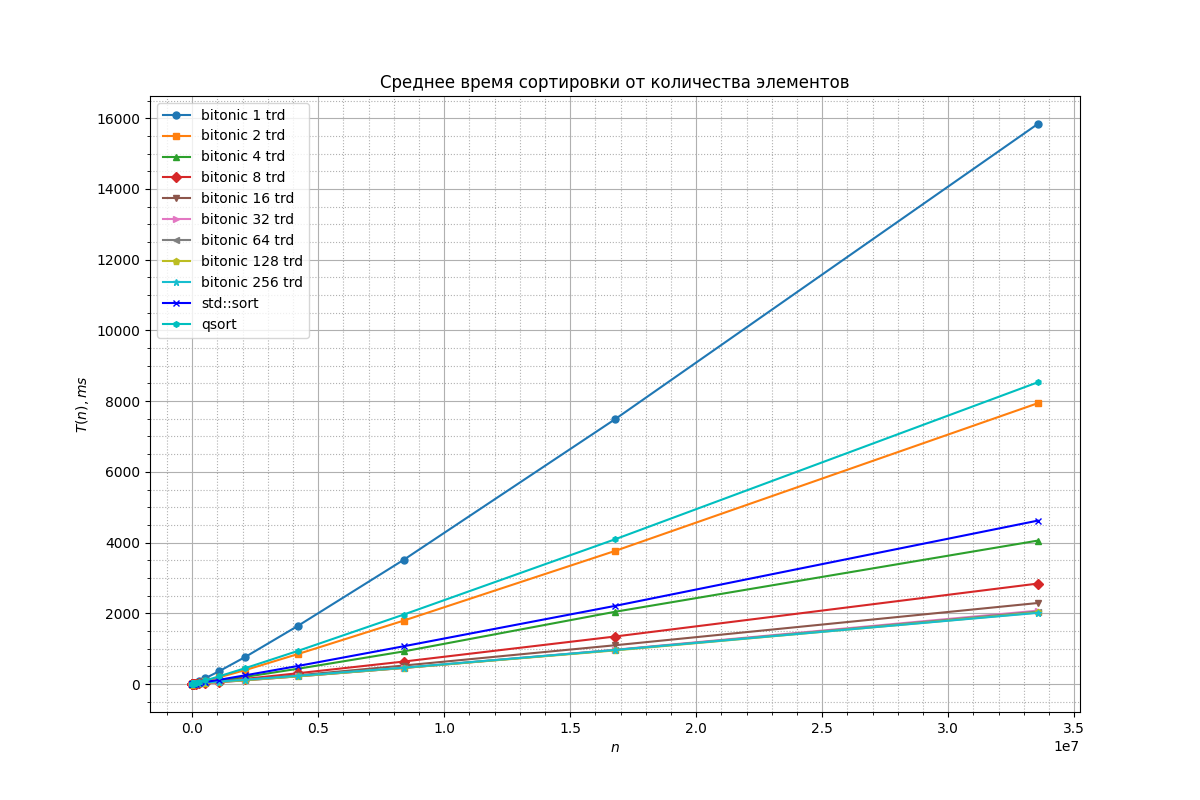 Среднее время сортировки от количества элементов
bitonic 1 trd
bitonic 2 trd
bitonic 4 trd
bitonic 8 trd
bitonic 16 trd
bitonic 32 trd
bitonic 64 trd
bitonic 128 trd
bitonic 256 trd
std::sort
qsort
16000
14000
12000
10000
8000
6000
4000
2000
0
T(n), ms
0.0 0.5 1.0 1.5 2.0 2.5 3.0 3.5
1e7
n